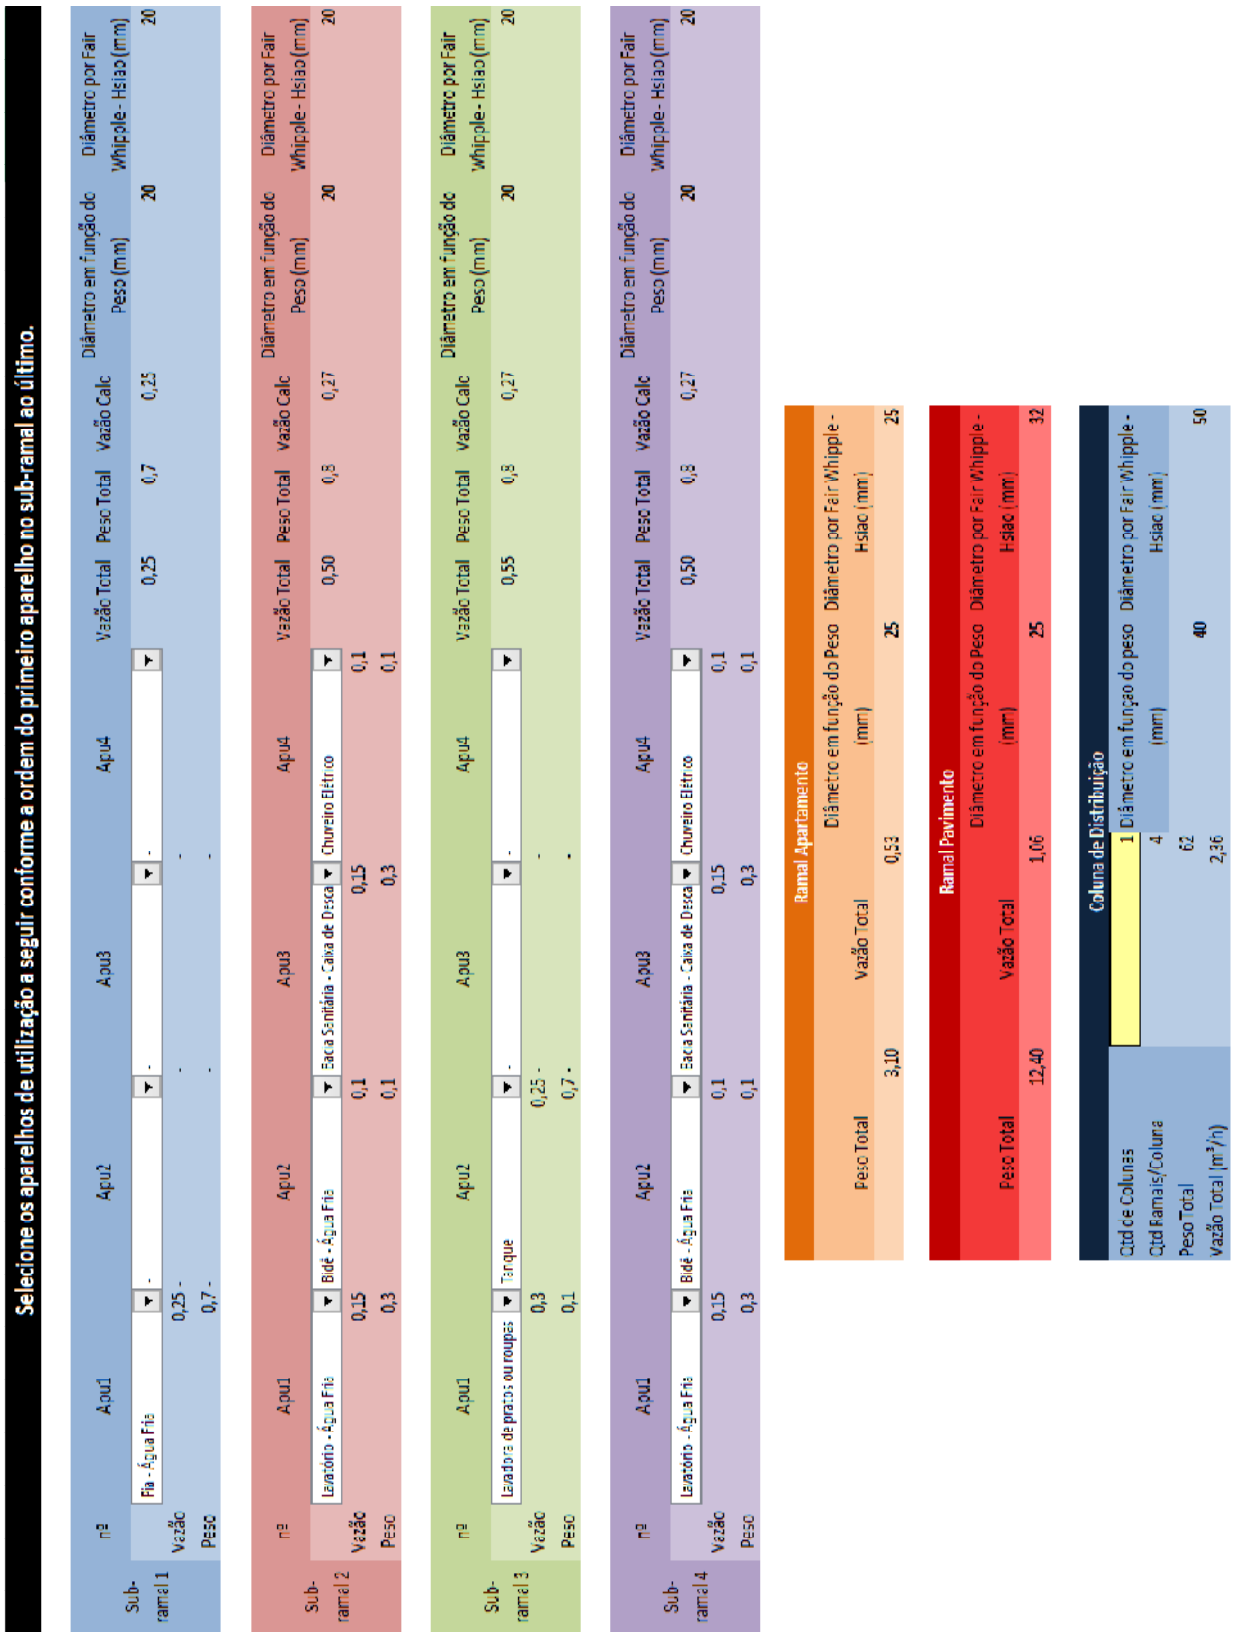 Selecione os aparelhos de utilização a seguir conforme a ordem do primeiro aparelho no sub-ramal ao último.
nº Apu1 Apu2 Apu3 Apu4 Vazão Total Peso Total Vazão Calc Diâmetro em função do Peso (mm) Diâmetro por Fair Whipple - Hsiao (mm)
Sub-ramal 1 Pia - Água Fria - - - 0,25 0,7 0,25 20 20
Vazão 0,25 - - -
Peso 0,7 - - -
nº Apu1 Apu2 Apu3 Apu4 Vazão Total Peso Total Vazão Calc Diâmetro em função do Peso (mm) Diâmetro por Fair Whipple - Hsiao (mm)
Sub-ramal 2 Lavatório - Água Fria Bidê - Água Fria Bacia Sanitária - Caixa de Desca Chuveiro Elétrico 0,50 0,8 0,27 20 20
Vazão 0,15 0,1 0,15 0,1
Peso 0,3 0,1 0,3 0,1
nº Apu1 Apu2 Apu3 Apu4 Vazão Total Peso Total Vazão Calc Diâmetro em função do Peso (mm) Diâmetro por Fair Whipple - Hsiao (mm)
Sub-ramal 3 Lavadora de pratos ou roupas Tanque - - 0,55 0,8 0,27 20 20
Vazão 0,3 0,25 - -
Peso 0,1 0,7 - -
nº Apu1 Apu2 Apu3 Apu4 Vazão Total Peso Total Vazão Calc Diâmetro em função do Peso (mm) Diâmetro por Fair Whipple - Hsiao (mm)
Sub-ramal 4 Lavatório - Água Fria Bidê - Água Fria Bacia Sanitária - Caixa de Desca Chuveiro Elétrico 0,50 0,8 0,27 20 20
Vazão 0,15 0,1 0,15 0,1
Peso 0,3 0,1 0,3 0,1
Ramal Apartamento
Peso Total Vazão Total Diâmetro em função do Peso (mm) Diâmetro por Fair Whipple - Hsiao (mm)
3,10 0,53 25 25
Ramal Pavimento
Peso Total Vazão Total Diâmetro em função do Peso (mm) Diâmetro por Fair Whipple - Hsiao (mm)
12,40 1,06 25 32
Coluna de Distribuição
Qtd de Colunas 1 Diâmetro em função do peso Diâmetro por Fair Whipple -
Qtd Ramais/Coluna 4 (mm) Hsiao (mm)
Peso Total 62 40 50
Vazão Total (m³/h) 2,36